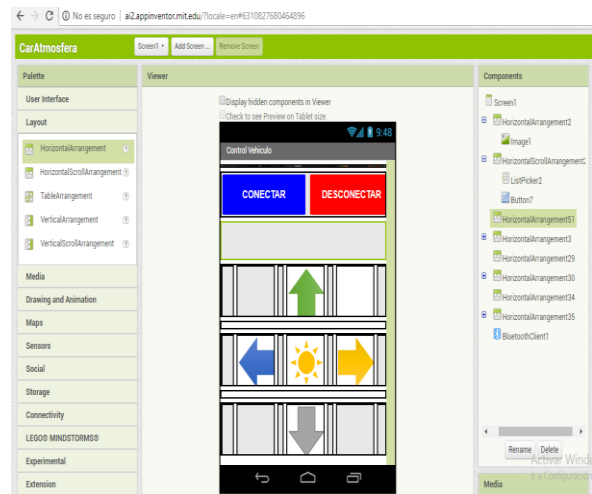 No es seguro | ai2.appinventor.mit.edu/?locale=en#6310827680464896
CarAtmosfera
Screen1 Add Screen... Remove Screen
Palette
Viewer
Components
User Interface
Layout
HorizontalArrangement
HorizontalScrollArrangement
TableArrangement
VerticalArrangement
VerticalScrollArrangement
Media
Drawing and Animation
Maps
Sensors
Social
Storage
Connectivity
LEGO® MINDSTORMS®
Experimental
Extension
Display hidden components in Viewer
Check to see Preview on Tablet size.
9:48
Control Vehiculo
CONECTAR DESCONECTAR
Screen1
HorizontalArrangement2
Image1
HorizontalScrollArrangement2
ListPicker2
Button7
HorizontalArrangement51
HorizontalArrangement3
HorizontalArrangement29
HorizontalArrangement30
HorizontalArrangement34
HorizontalArrangement35
BluetoothClient1
Rename Delete
Activar Wind
Ir a Configuración
Media